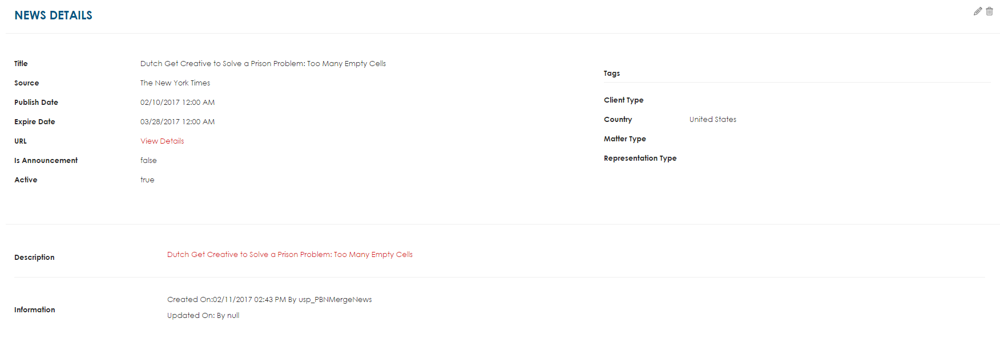 NEWS DETAILS
Title Dutch Get Creative to Solve a Prison Problem: Too Many Empty Cells
Source The New York Times
Publish Date 02/10/2017 12:00 AM
Expire Date 03/28/2017 12:00 AM
URL View Details
Is Announcement false
Active true
Tags
Client Type
Country United States
Matter Type
Representation Type
Description Dutch Get Creative to Solve a Prison Problem: Too Many Empty Cells
Information
Created On:02/11/2017 02:43 PM By usp_PBNMergeNews
Updated On: By null